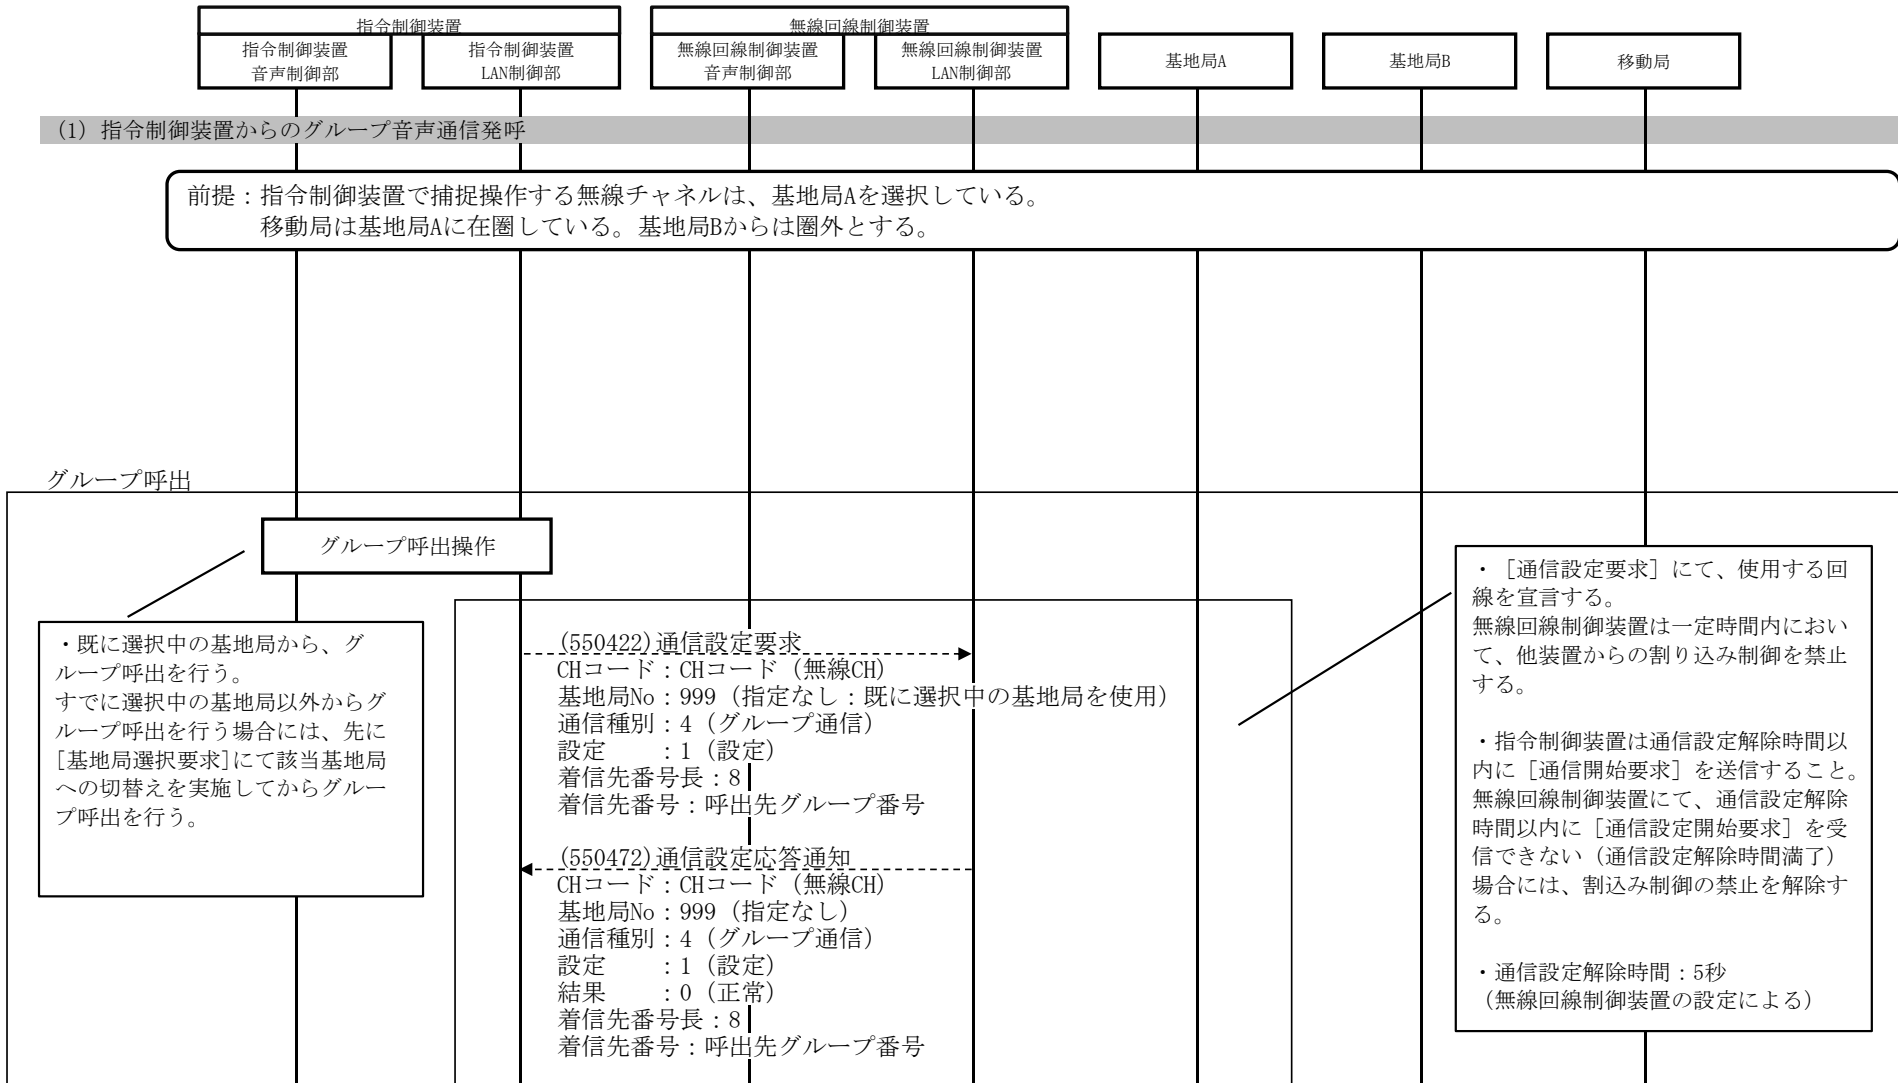 指令制御装置
無線回線制御装置
指令制御装置
音声制御部
指令制御装置
LAN制御部
無線回線制御装置
音声制御部
無線回線制御装置
LAN制御部
基地局A
基地局B
移動局
(1) 指令制御装置からのグループ音声通信発呼
前提：指令制御装置で捕捉操作する無線チャネルは、基地局Aを選択している。
移動局は基地局Aに在圏している。基地局Bからは圏外とする。
グループ呼出
グループ呼出操作
・既に選択中の基地局から、グ
ループ呼出を行う。
すでに選択中の基地局以外からグ
ループ呼出を行う場合には、先に
[基地局選択要求]にて該当基地局
への切替えを実施してからグルー
プ呼出を行う。
(550422)通信設定要求
CHコード：CHコード（無線CH）
基地局No：999（指定なし：既に選択中の基地局を使用）
通信種別：4（グループ通信）
設定　　：1（設定）
着信先番号長：8
着信先番号：呼出先グループ番号
(550472)通信設定応答通知
CHコード：CHコード（無線CH）
基地局No：999（指定なし）
通信種別：4（グループ通信）
設定　　：1（設定）
結果　　：0（正常）
着信先番号長：8
着信先番号：呼出先グループ番号
・［通信設定要求］にて、使用する回
線を宣言する。
無線回線制御装置は一定時間内におい
て、他装置からの割り込み制御を禁止
する。
・指令制御装置は通信設定解除時間以
内に［通信開始要求］を送信すること。
無線回線制御装置にて、通信設定解除
時間以内に［通信設定開始要求］を受
信できない（通信設定解除時間満了）
場合には、割込み制御の禁止を解除す
る。
・通信設定解除時間：5秒
（無線回線制御装置の設定による）